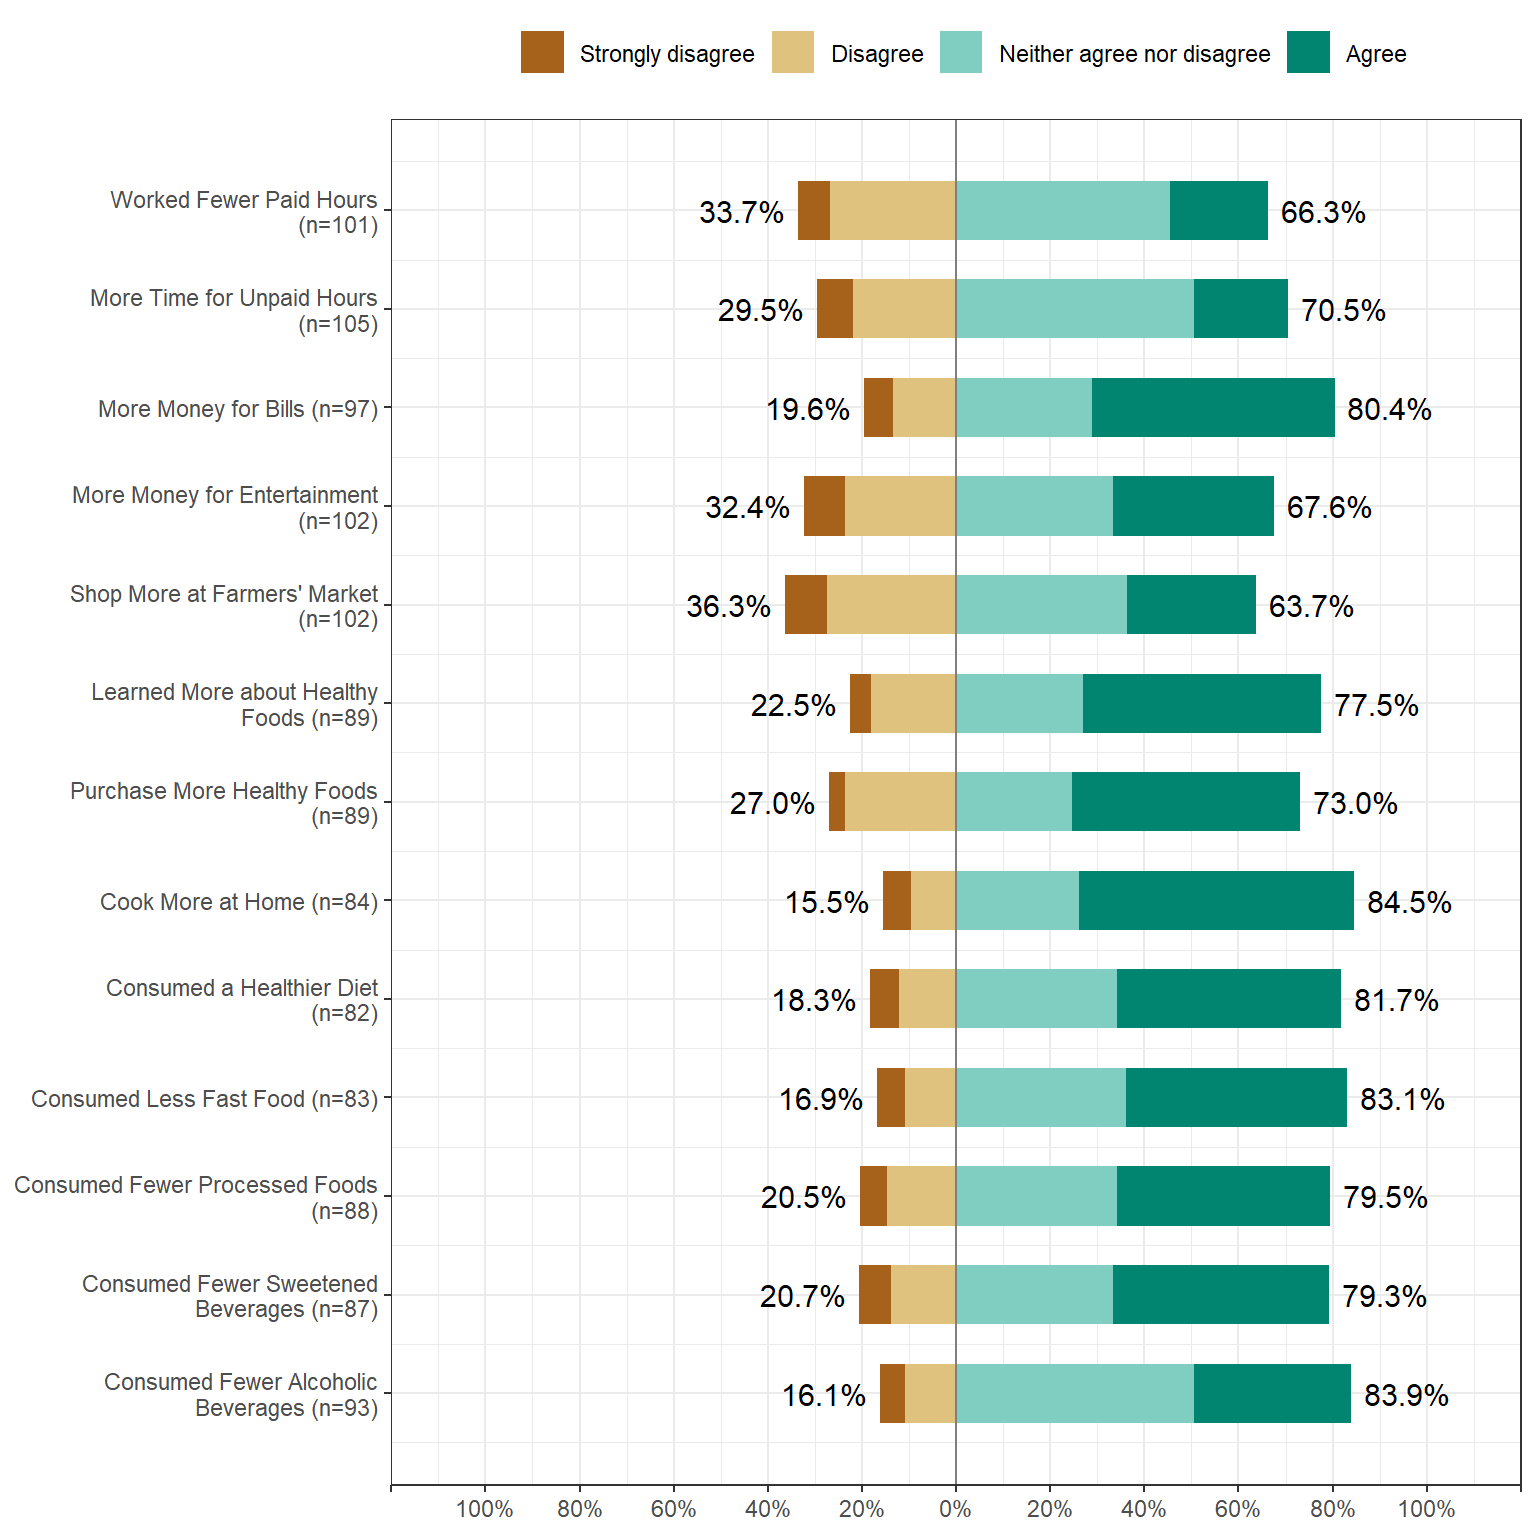 Strongly disagree Disagree Neither agree nor disagree Agree
Worked Fewer Paid Hours
(n=101)
33.7% 66.3%
More Time for Unpaid Hours
(n=105)
29.5% 70.5%
More Money for Bills (n=97)
19.6% 80.4%
More Money for Entertainment
(n=102)
32.4% 67.6%
Shop More at Farmers' Market
(n=102)
36.3% 63.7%
Learned More about Healthy
Foods (n=89)
22.5% 77.5%
Purchase More Healthy Foods
(n=89)
27.0% 73.0%
Cook More at Home (n=84)
15.5% 84.5%
Consumed a Healthier Diet
(n=82)
18.3% 81.7%
Consumed Less Fast Food (n=83)
16.9% 83.1%
Consumed Fewer Processed Foods
(n=88)
20.5% 79.5%
Consumed Fewer Sweetened
Beverages (n=87)
20.7% 79.3%
Consumed Fewer Alcoholic
Beverages (n=93)
16.1% 83.9%
100% 80% 60% 40% 20% 0% 20% 40% 60% 80% 100%